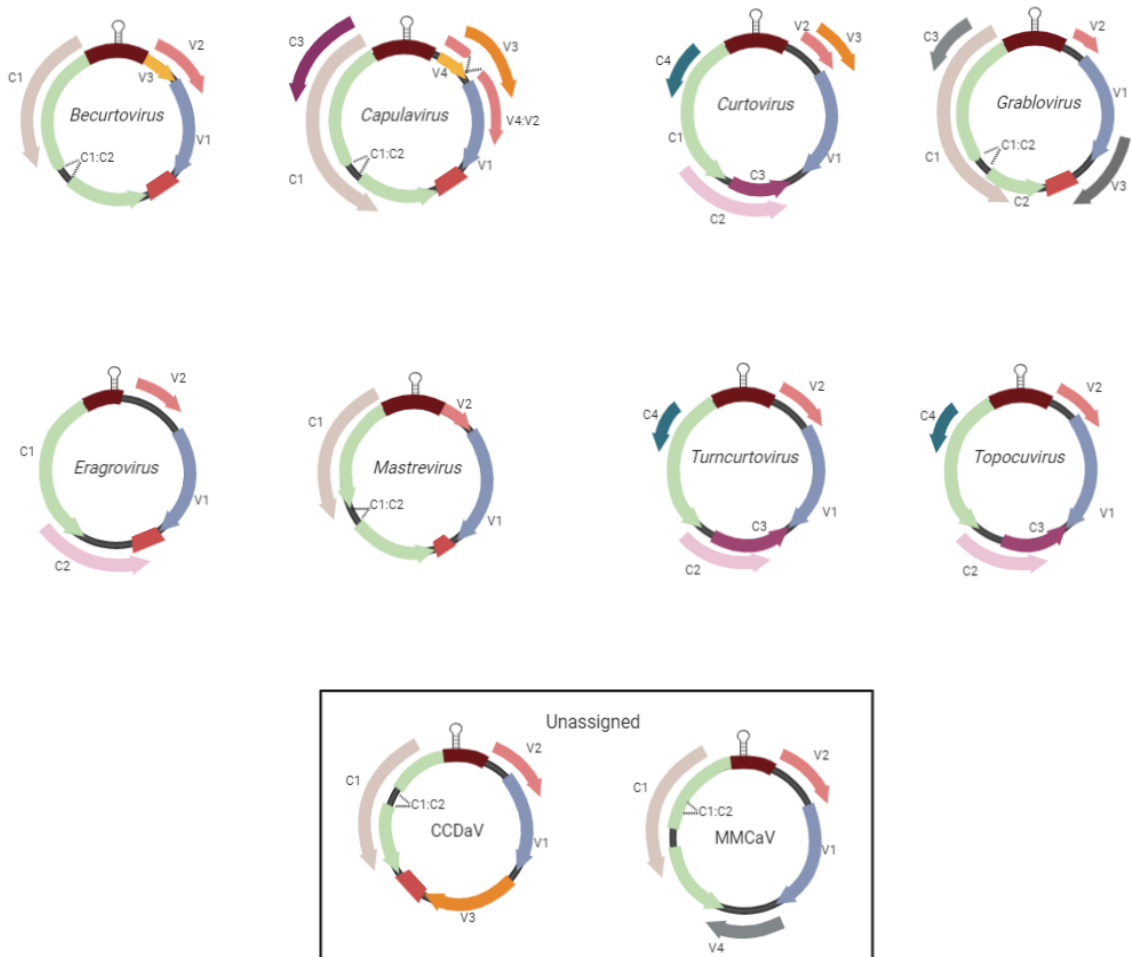 V2
C1
V3
Becurtovirus
V1
C1:C2
C3
V3
V4
Capulavirus
V4:V2
C1:C2
V1
C1
V2
V3
C4
Curtovirus
C1
V1
C3
C2
V2
C3
V1
Grablovirus
C1
C1:C2
V3
C2
V2
C1
Eragrovirus
V1
C2
V2
C1
Mastrevirus
C1:C2
V1
V2
C4
Turncurtovirus
C1
V1
C3
C2
V2
C4
Topocuvirus
C1
V1
C3
C2
Unassigned
V2
C1
C1:C2
CCDaV
V1
V3
V2
C1
C1:C2
MMCaV
V1
V4